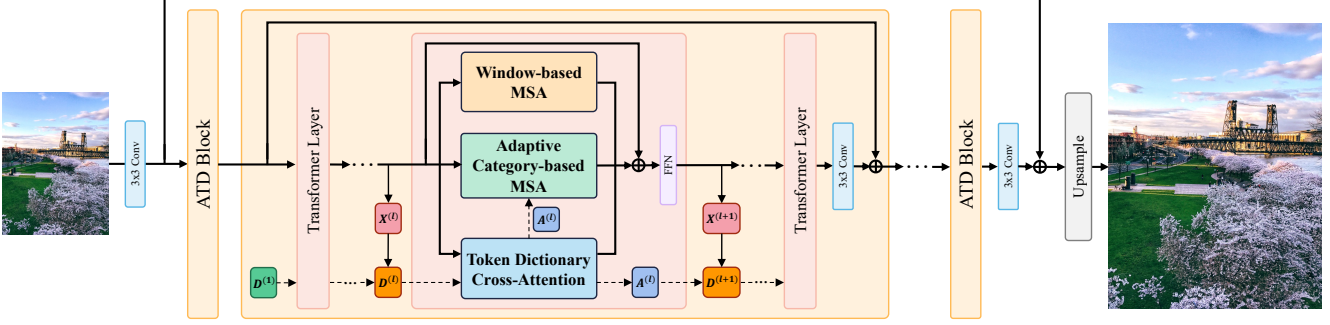 3x3 Conv
ATD Block
Transformer Layer
Window-based
MSA
Adaptive
Category-based
MSA
A^(l)
Token Dictionary
Cross-Attention
D^(1)
X^(l)
D^(l)
A^(l)
FFN
X^(l+1)
D^(l+1)
Transformer Layer
3x3 Conv
ATD Block
3x3 Conv
Upsample